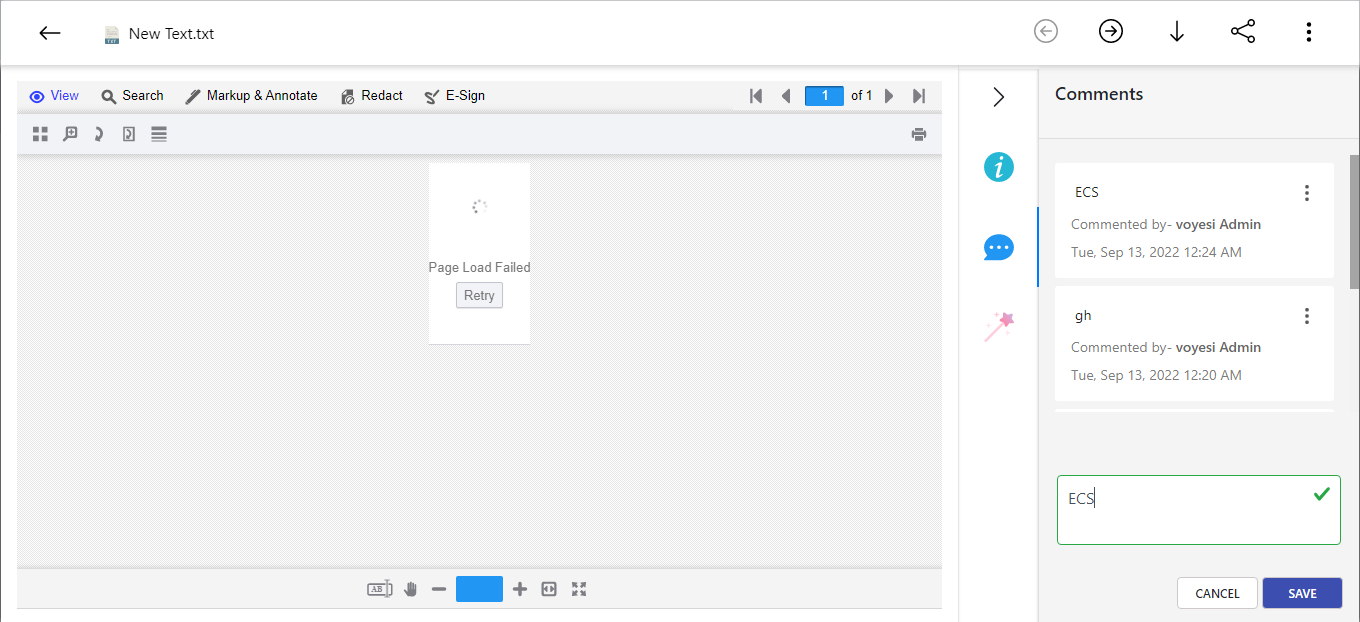 New Text.txt
View Search Markup & Annotate Redact E-Sign 1 of 1
Page Load Failed
Retry
AB
Comments
ECS
Commented by- voyesi Admin
Tue, Sep 13, 2022 12:24 AM
gh
Commented by- voyesi Admin
Tue, Sep 13, 2022 12:20 AM
ECS
CANCEL SAVE